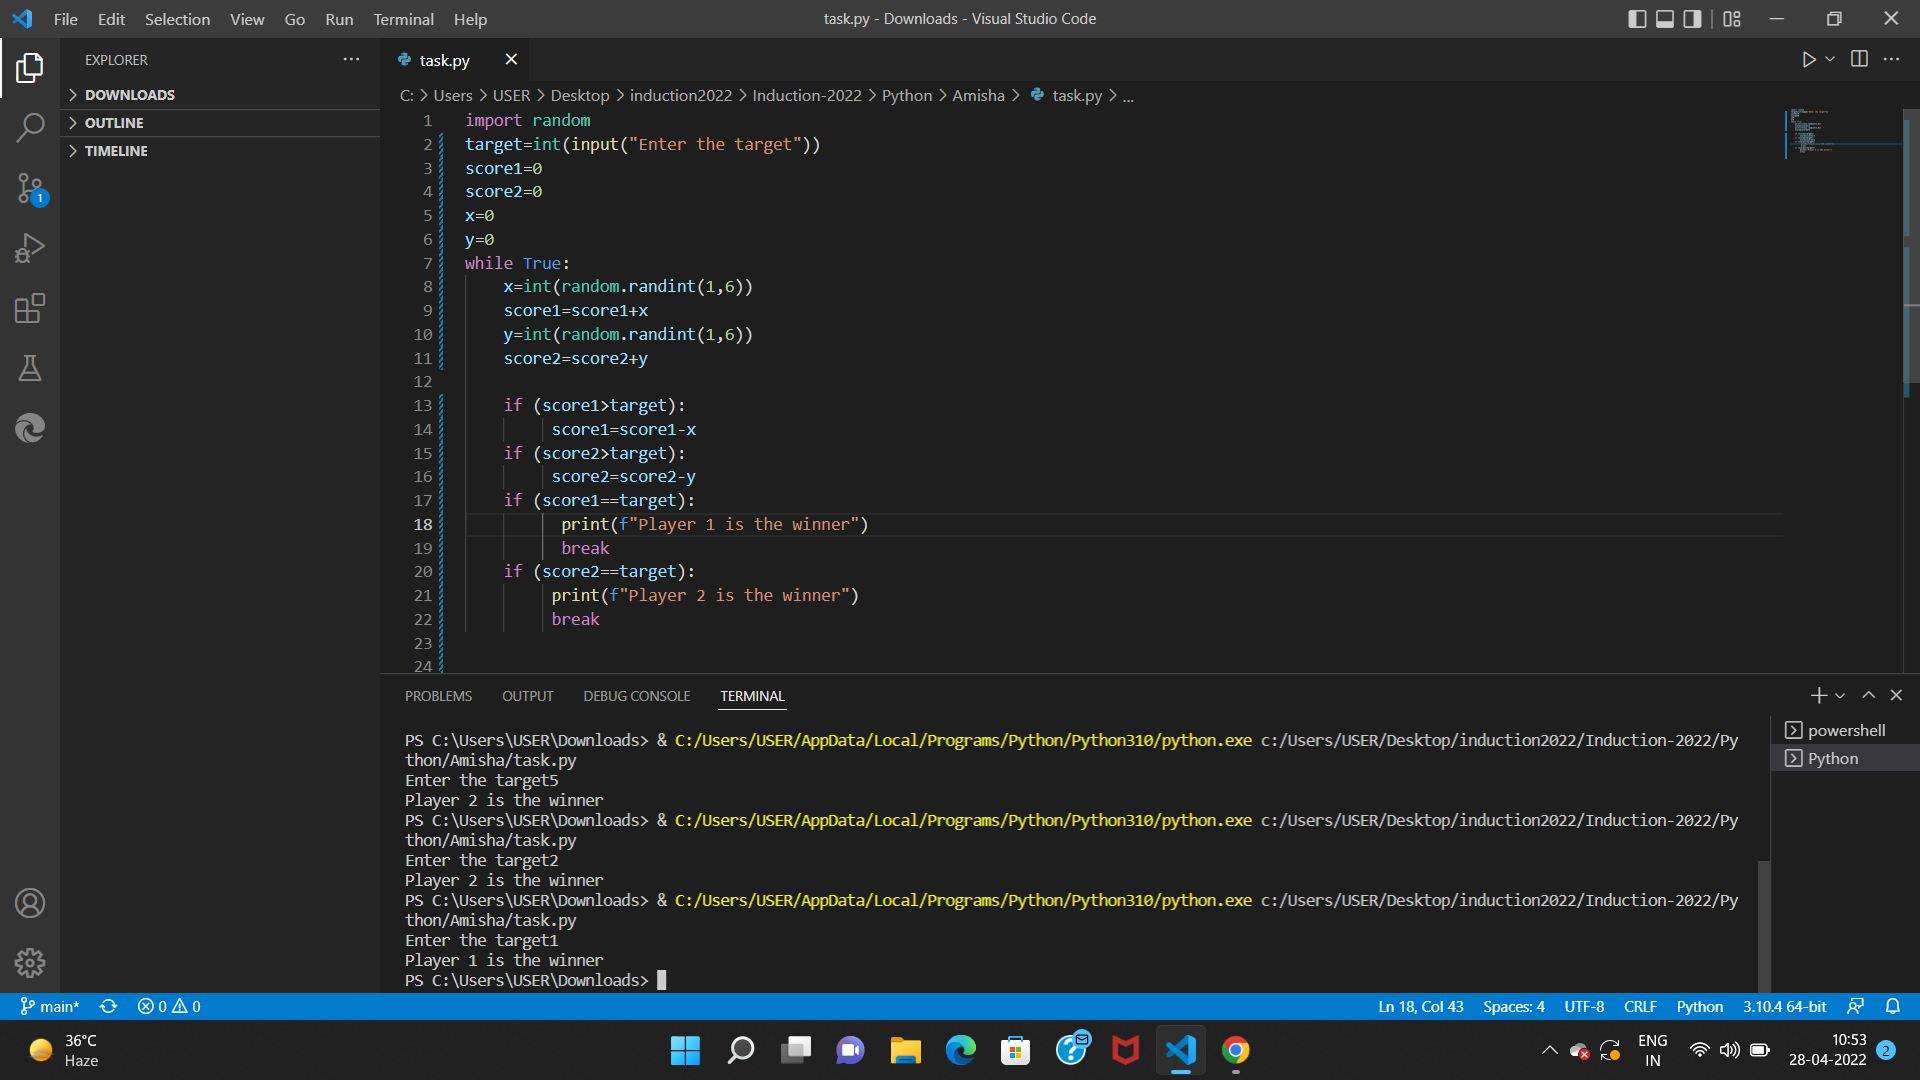 File Edit Selection View Go Run Terminal Help
task.py - Downloads - Visual Studio Code
EXPLORER
DOWNLOADS
OUTLINE
TIMELINE
1
task.py
C: > Users > USER > Desktop > induction2022 > Induction-2022 > Python > Amisha > task.py > ...
1 import random
2 target=int(input("Enter the target"))
3 score1=0
4 score2=0
5 x=0
6 y=0
7 while True:
8 x=int(random.randint(1,6))
9 score1=score1+x
10 y=int(random.randint(1,6))
11 score2=score2+y
12
13 if (score1>target):
14 score1=score1-x
15 if (score2>target):
16 score2=score2-y
17 if (score1==target):
18 print(f"Player 1 is the winner")
19 break
20 if (score2==target):
21 print(f"Player 2 is the winner")
22 break
23
24
PROBLEMS OUTPUT DEBUG CONSOLE TERMINAL
powershell
Python
PS C:\Users\USER\Downloads> & C:/Users/USER/AppData/Local/Programs/Python/Python310/python.exe c:/Users/USER/Desktop/induction2022/Induction-2022/Py
thon/Amisha/task.py
Enter the target5
Player 2 is the winner
PS C:\Users\USER\Downloads> & C:/Users/USER/AppData/Local/Programs/Python/Python310/python.exe c:/Users/USER/Desktop/induction2022/Induction-2022/Py
thon/Amisha/task.py
Enter the target2
Player 2 is the winner
PS C:\Users\USER\Downloads> & C:/Users/USER/AppData/Local/Programs/Python/Python310/python.exe c:/Users/USER/Desktop/induction2022/Induction-2022/Py
thon/Amisha/task.py
Enter the target1
Player 1 is the winner
PS C:\Users\USER\Downloads>
main* 0 0 Ln 18, Col 43 Spaces: 4 UTF-8 CRLF Python 3.10.4 64-bit
36°C
Haze
ENG
IN
10:53
28-04-2022
2